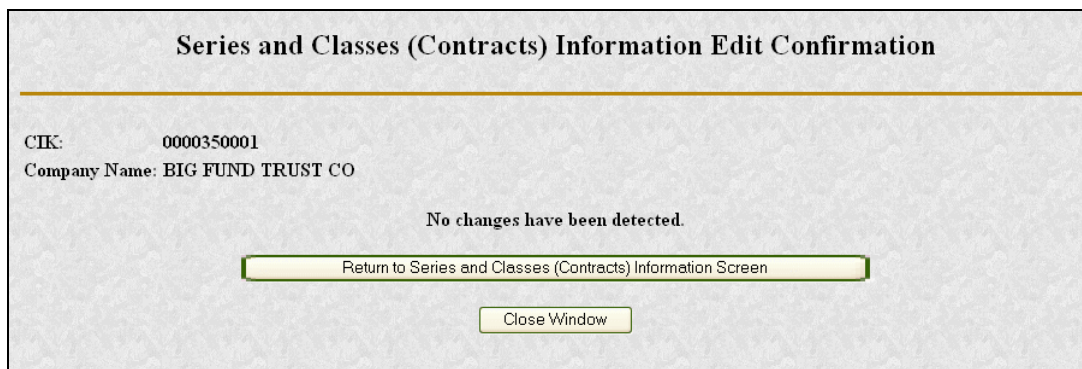 Series and Classes (Contracts) Information Edit Confirmation
CIK: 0000350001
Company Name: BIG FUND TRUST CO
No changes have been detected.
Return to Series and Classes (Contracts) Information Screen
Close Window